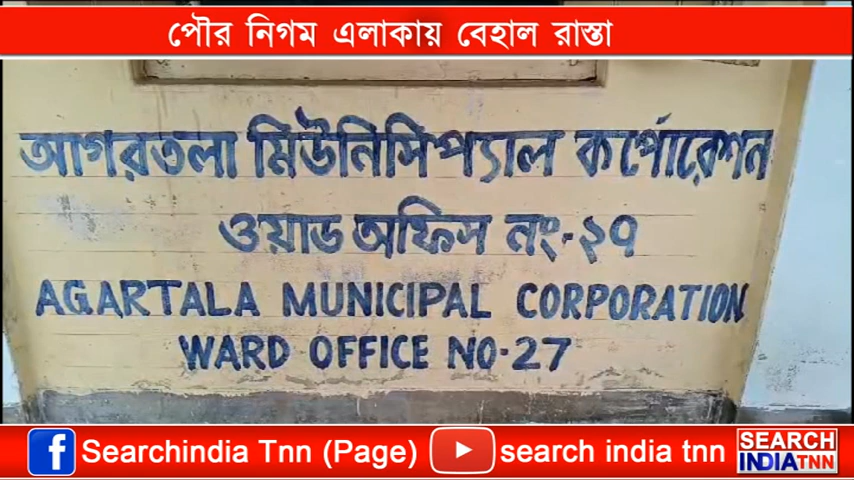 পৌর নিগম এলাকায় বেহাল রাস্তা
আগরতলা মিউনিসিপ্যাল কর্পোরেশন
ওয়াড অফিস নং-২৭
AGARTALA MUNICIPAL CORPORATION
WARD OFFICE NO-27
Searchindia Tnn (Page) search india tnn
SEARCH
INDIATNN